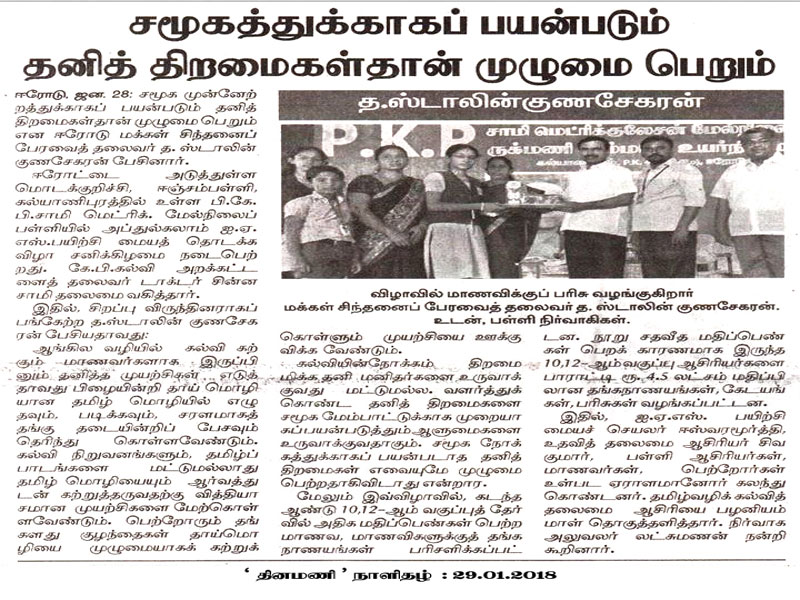 சமூகத்துக்காகப் பயன்படும்
தனித் திறமைகள்தான் முழுமை பெறும்
ஈரோடு, ஜன. 28: சமூக முன்னேற்
றத்துக்காகப் பயன்படும் தனித்
திறமைகள்தான் முழுமை பெறும்
என ஈரோடு மக்கள் சிந்தனைப்
பேரவைத் தலைவர் த. ஸ்டாலின்
குணசேகரன் பேசினார்.
ஈரோட்டை அடுத்துள்ள
மொடக்குறிச்சி, ஈஞ்சம்பள்ளி,
கல்யாணிபுரத்தில் உள்ள பி.கே.
பி.சாமி மெட்ரிக். மேல்நிலைப்
பள்ளியில் அப்துல்கலாம் ஐ.ஏ.
எஸ்.பயிற்சி மையத் தொடக்க
விழா சனிக்கிழமை நடைபெற்
றது. கே.பி.கல்வி அறக்கட்ட
ளைத் தலைவர் டாக்டர் சின்ன
சாமி தலைமை வகித்தார்.
இதில், சிறப்பு விருந்தினராகப்
பங்கேற்ற த.ஸ்டாலின் குணசேக
ரன் பேசியதாவது:
ஆங்கில வழியில் கல்வி கற்
கும் மாணவர்களாக இருப்பி
னும் தனித்த முயற்சிகள் எடுத்
தாவது பிழையின்றி தாய் மொழி
யான தமிழ் மொழியில் எழு
தவும், படிக்கவும், சரளமாகத்
தங்கு தடையின்றிப் பேசவும்
தெரிந்து கொள்ளவேண்டும்.
கல்வி நிறுவனங்களும், தமிழ்ப்
பாடங்களை மட்டுமல்லாது
தமிழ் மொழியையும் ஆர்வத்து
டன் கற்றுத்தருவதற்கு வித்தியா
சமான முயற்சிகளை மேற்கொள்
ளவேண்டும். பெற்றோரும் தங்
களது குழந்தைகள் தாய்மொ
ழியை முழுமையாகக் கற்றுக்
த.ஸ்டாலின்குணசேகரன்
P.K.P.
சாமி மெட்ரிக்குலேசன் மேல்
ருக்மணி
விழாவில் மாணவிக்குப் பரிசு வழங்குகிறார்
மக்கள் சிந்தனைப் பேரவைத் தலைவர் த. ஸ்டாலின் குணசேகரன்.
உடன், பள்ளி நிர்வாகிகள்.
கொள்ளும் முயற்சியை ஊக்கு
விக்க வேண்டும்.
கல்வியின்நோக்கம், திறமை
மிக்க தனி மனிதர்களை உருவாக்
குவது மட்டுமல்ல. வளர்த்துக்
கொண்ட தனித் திறமைகளை
சமூக மேம்பாட்டுக்காக முறையா
கப்பயன்படுத்தும்ஆளுமைகளை
உருவாக்குவதாகும். சமூக நோக்
கத்துக்காகப் பயன்படாத தனித்
திறமைகள் எவையுமே முழுமை
பெற்றதாகிவிடாது என்றார்.
மேலும் இவ்விழாவில், கடந்த
ஆண்டு 10,12-ஆம் வகுப்புத் தேர்
வில் அதிக மதிப்பெண்கள் பெற்ற
மாணவ, மாணவிகளுக்கு தங்க
நாணயங்கள் பரிசளிக்கப்பட்
டன. நூறு சதவீத மதிப்பெண்
கள் பெறக் காரணமாக இருந்த
10,12-ஆம்வகுப்பு ஆசிரியர்களை
பாராட்டி ரூ. 4.5 லட்சம் மதிப்பி
லான தங்கநாணயங்கள், கேடயங்
கள்,பரிசுகள் வழங்கப்பட்டன.
இதில், ஐ.ஏ.எஸ். பயிற்சி
மையச் செயலர் ஈஸ்வரமூர்த்தி,
உதவித் தலைமை ஆசிரியர் சிவ
குமார், பள்ளி ஆசிரியர்கள்,
மாணவர்கள், பெற்றோர்கள்
உள்பட ஏராளமானோர் கலந்து
கொண்டனர். தமிழ்வழிக் கல்வித்
தலைமை ஆசிரியை பழனியம்
மாள் தொகுத்தளித்தார். நிர்வாக
அலுவலர் லட்சுமணன் நன்றி
கூறினார்.
' தினமணி ' நாளிதழ் : 29.01.2018